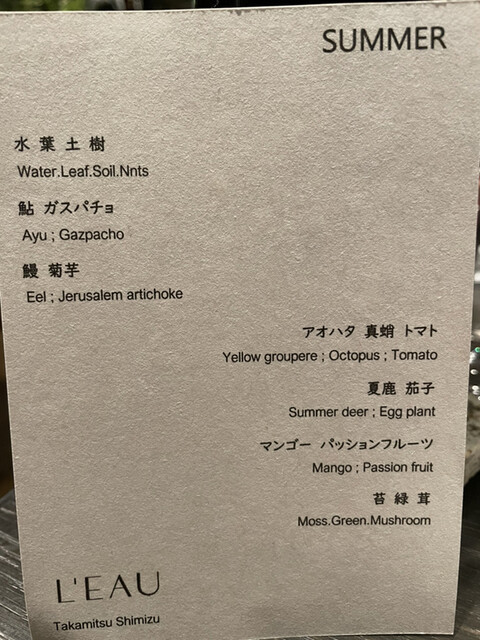 SUMMER
水 葉 土 樹
Water.Leaf.Soil.Nnts
鮎 ガスパチョ
Ayu ; Gazpacho
鰻 菊芋
Eel ; Jerusalem artichoke
アオハタ 真蛸 トマト
Yellow groupere ; Octopus ; Tomato
夏鹿 茄子
Summer deer ; Egg plant
マンゴー パッションフルーツ
Mango ; Passion fruit
苔 緑 茸
Moss.Green.Mushroom
L'EAU
Takamitsu Shimizu